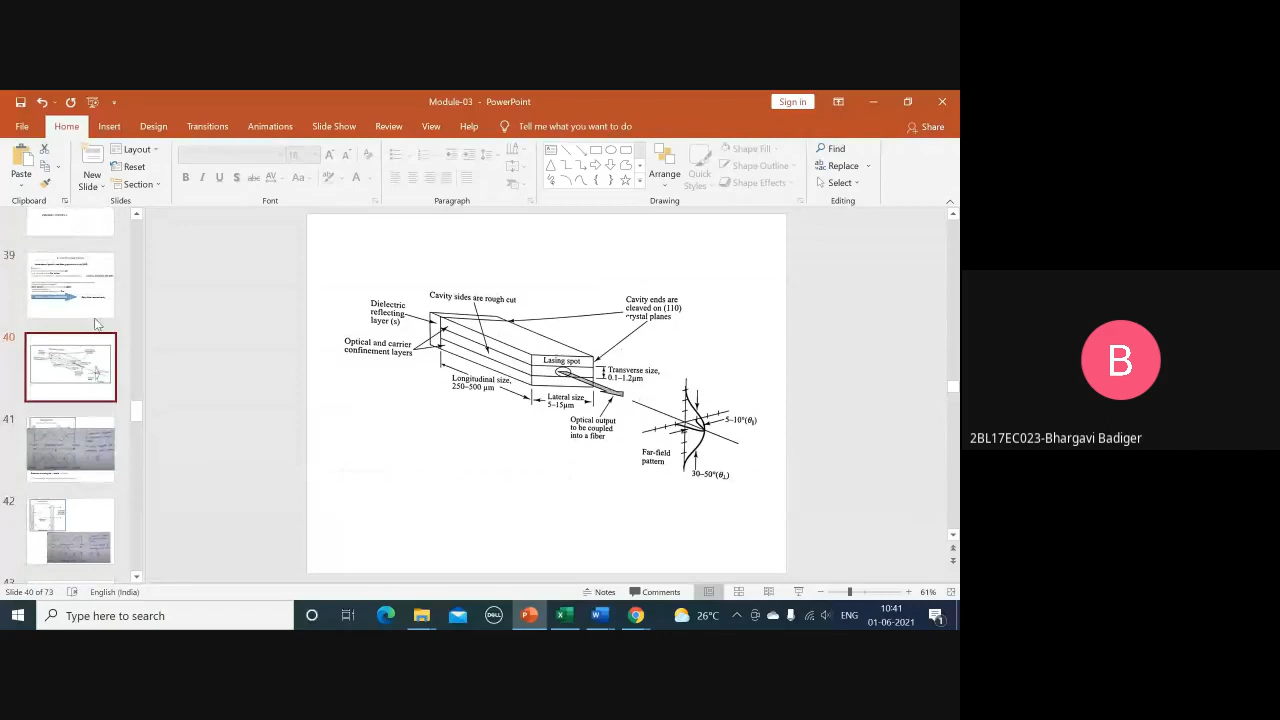 Module-03 - PowerPoint
Sign in
File
Home
Insert
Design
Transitions
Animations
Slide Show
Review
View
Help
Tell me what you want to do
Share
Paste
Clipboard
New
Slide
Layout
Reset
Section
Slides
18
B I U S abc AV Aa A
Font
Paragraph
Arrange
Quick
Styles
Shape Fill
Shape Outline
Shape Effects
Drawing
Find
Replace
Select
Editing
39
40
41
42
Cavity sides are rough cut
Dielectric
reflecting
layer (s)
Optical and carrier
confinement layers
Cavity ends are
cleaved on (110)
crystal planes
Lasing spot
Transverse size,
0.1–1.2µm
Longitudinal size,
250–500 µm
Lateral size
5–15µm
Optical output
to be coupled
into a fiber
5–10°(θ∥)
Far-field
pattern
30–50°(θ⊥)
2BL17EC023-Bhargavi Badiger
B
Slide 40 of 73
English (India)
Notes
Comments
61%
Type here to search
DELL
26°C
ENG
10:41
01-06-2021
1